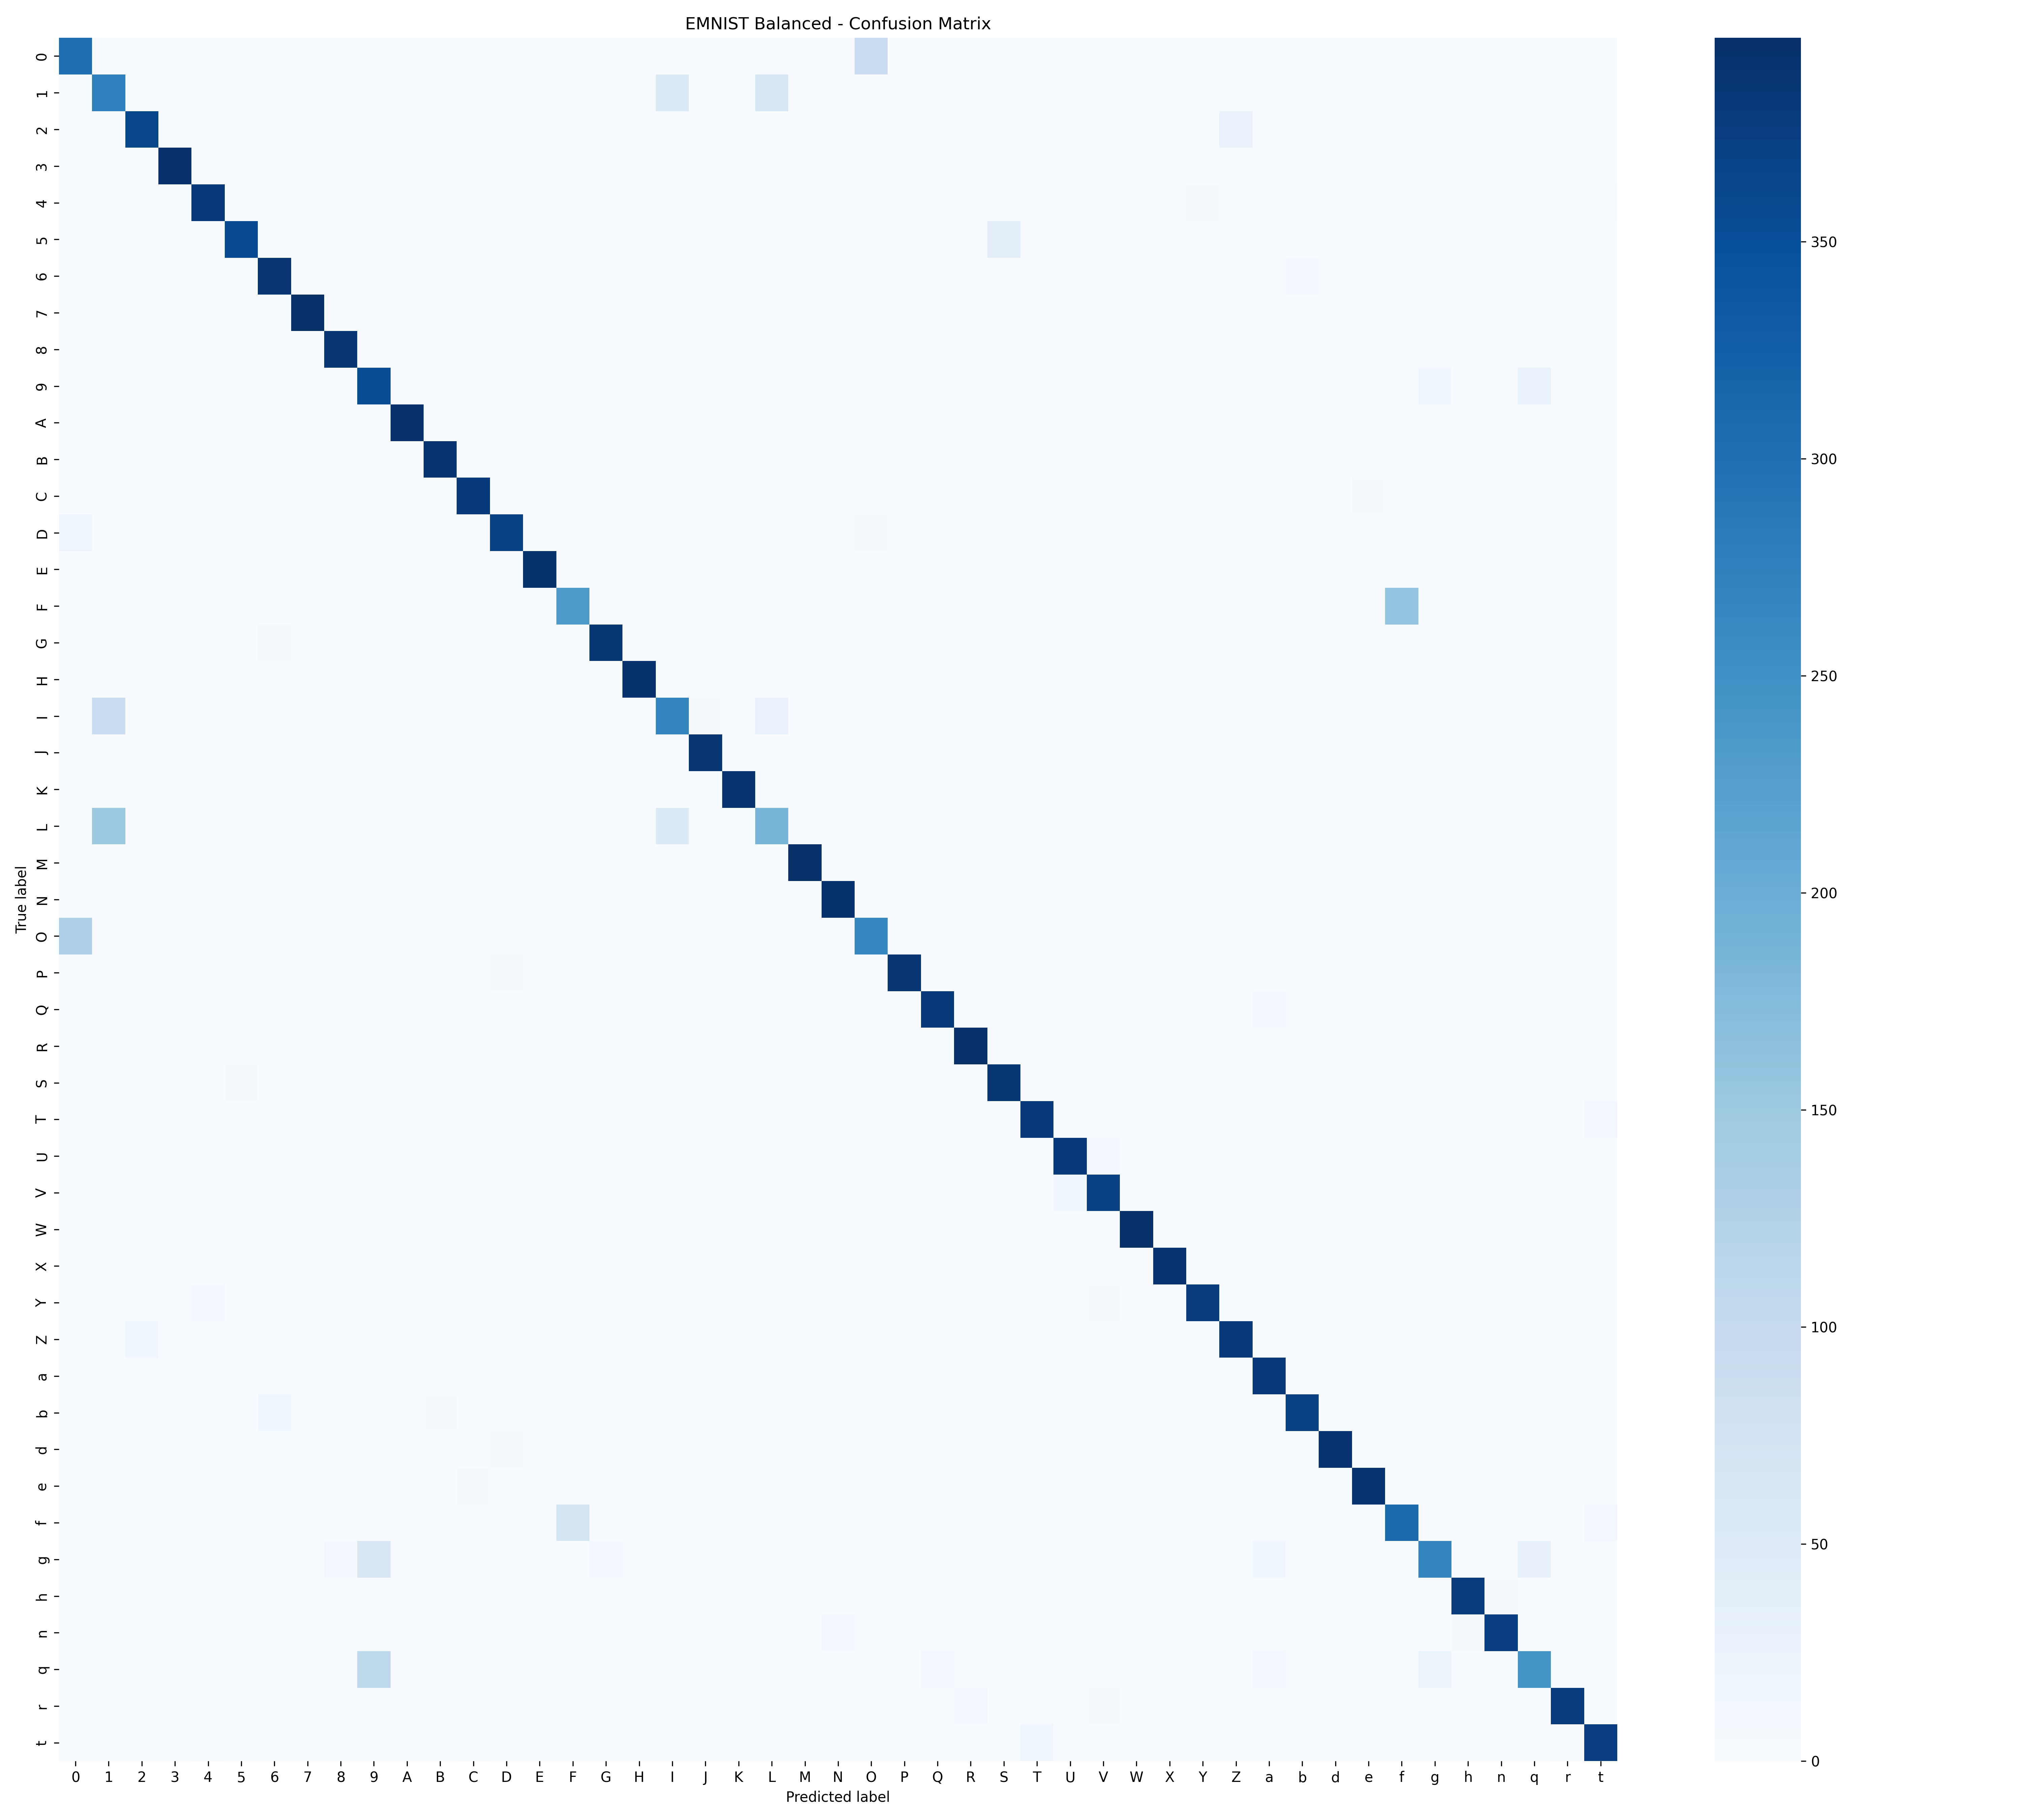 EMNIST Balanced - Confusion Matrix
True label
0
1
2
3
4
5
6
7
8
9
A
B
C
D
E
F
G
H
I
J
K
L
M
N
O
P
Q
R
S
T
U
V
W
X
Y
Z
a
b
d
e
f
g
h
n
q
r
t
0 1 2 3 4 5 6 7 8 9 A B C D E F G H I J K L M N O P Q R S T U V W X Y Z a b d e f g h n q r t
Predicted label
350
300
250
200
150
100
50
0